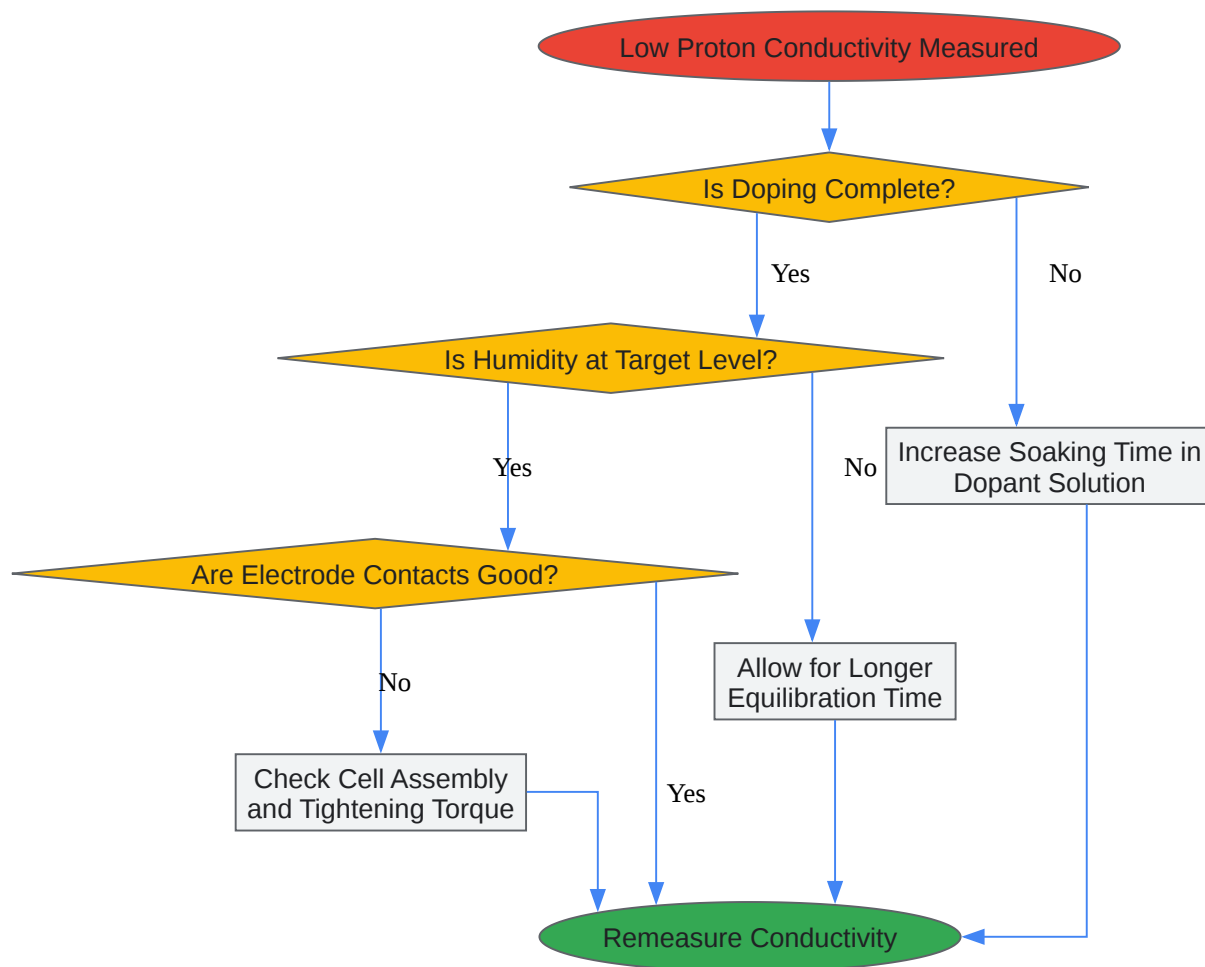 Low Proton Conductivity Measured
Is Doping Complete?
Yes
No
Is Humidity at Target Level?
Yes
No
Increase Soaking Time in
Dopant Solution
Are Electrode Contacts Good?
No
Allow for Longer
Equilibration Time
Check Cell Assembly
and Tightening Torque
Yes
Remeasure Conductivity